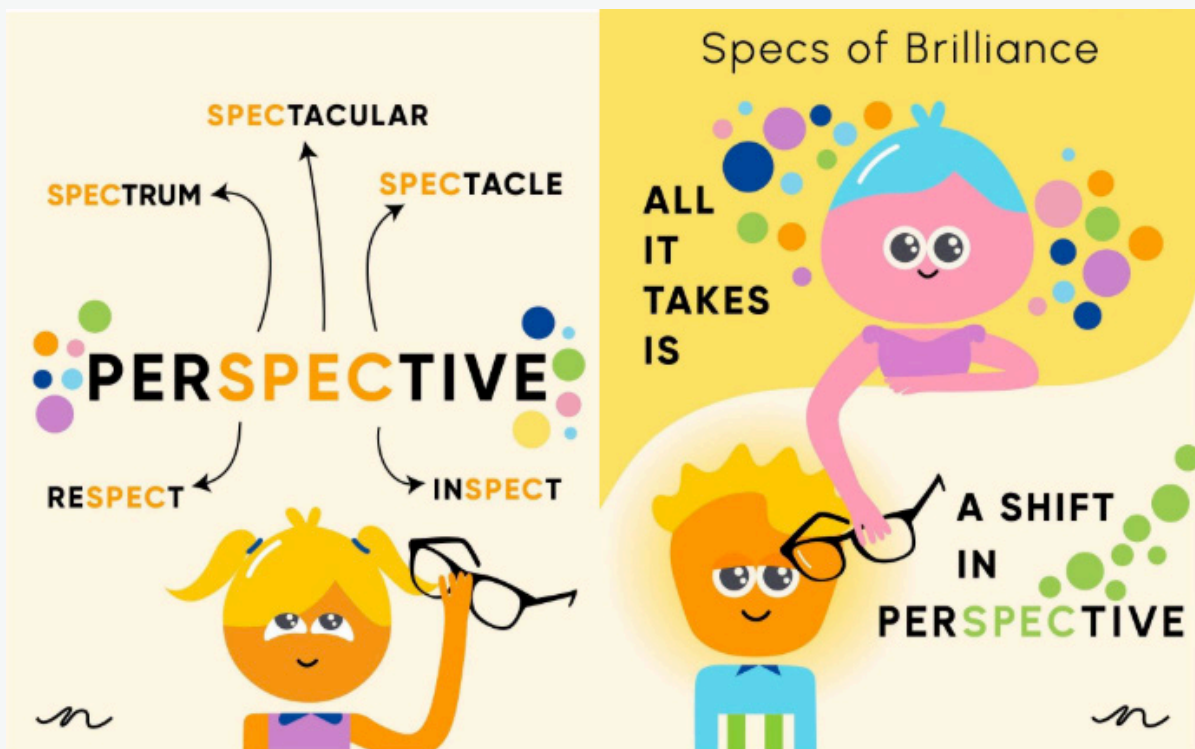 SPECTACULAR
SPECTRUM
SPECTACLE
PERSPECTIVE
RESPECT
INSPECT
Specs of Brilliance
ALL
IT
TAKES
IS
A SHIFT
IN
PERSPECTIVE